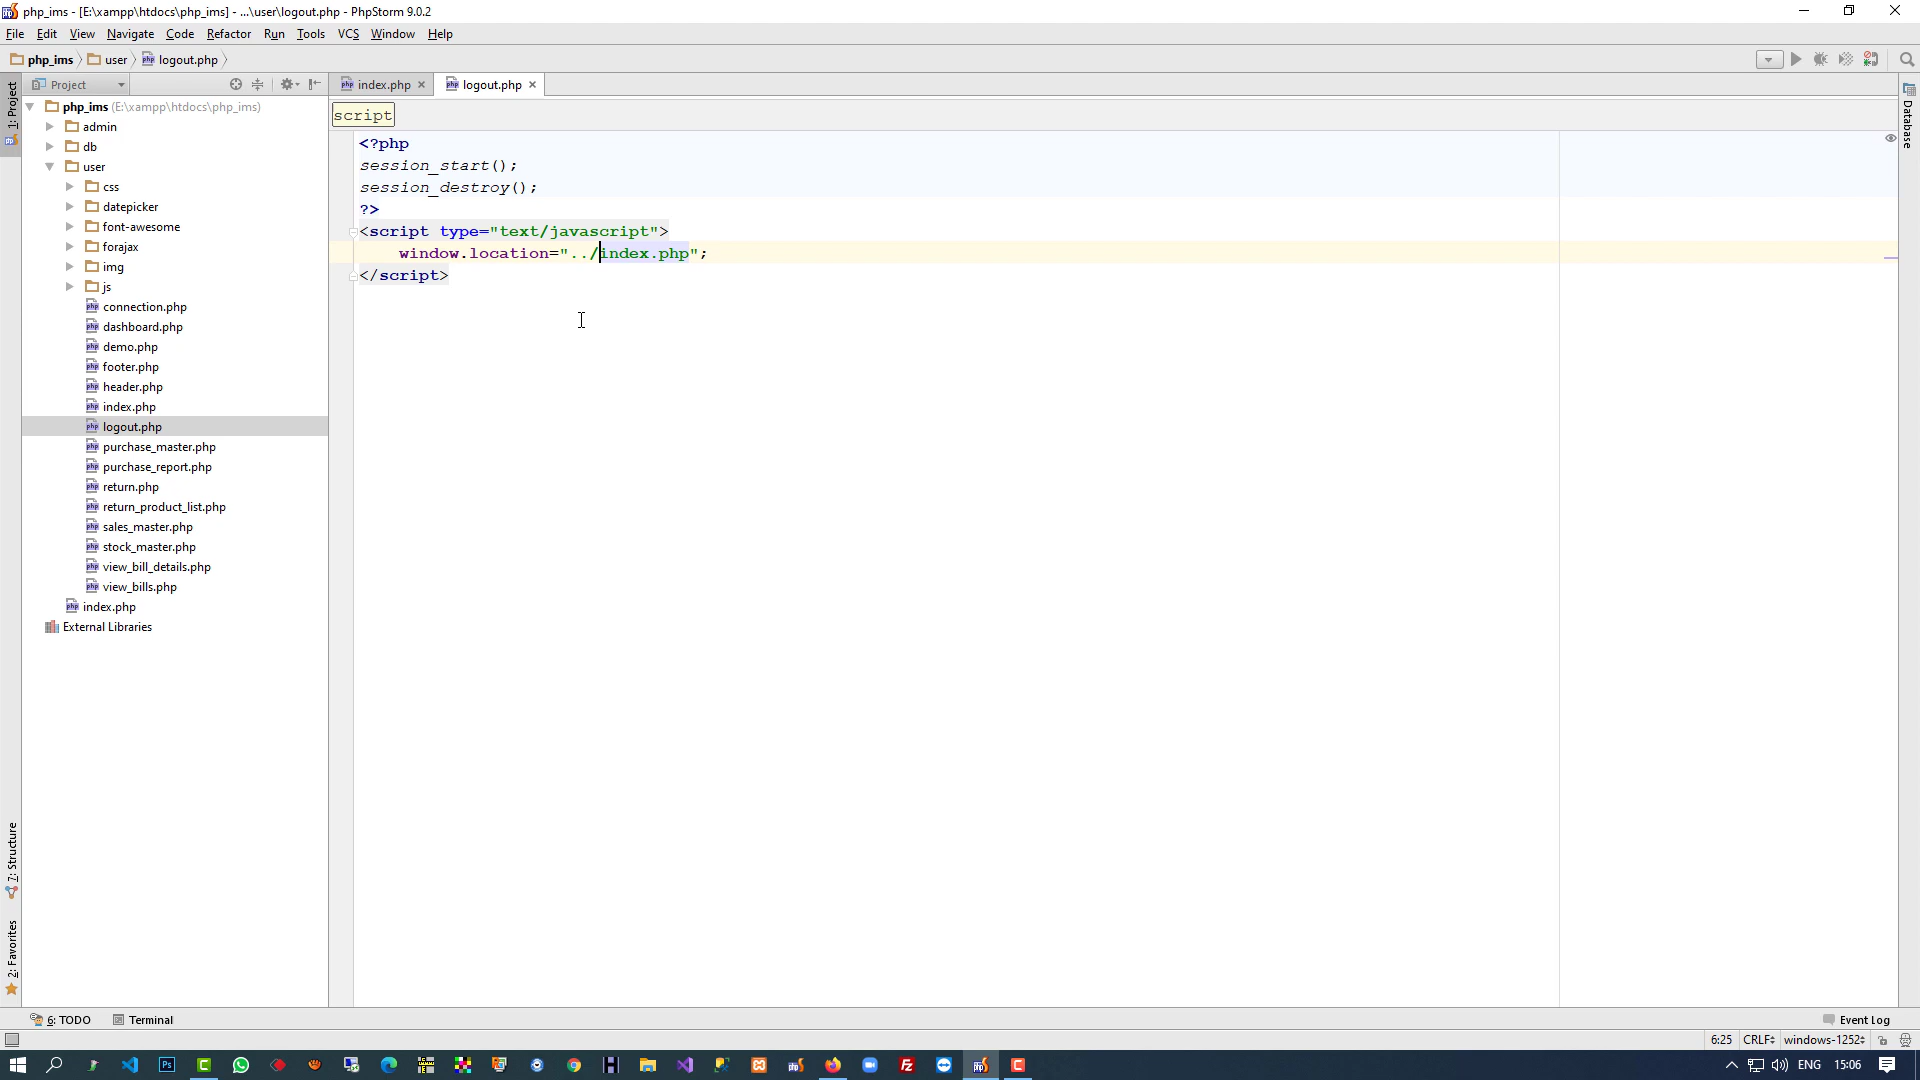 php_ims - [E:\xampp\htdocs\php_ims] - ...\user\logout.php - PhpStorm 9.0.2
File Edit View Navigate Code Refactor Run Tools VCS Window Help
php_ims user logout.php
Project
index.php logout.php
1: Project
php_ims (E:\xampp\htdocs\php_ims)
admin
db
user
css
datepicker
font-awesome
forajax
img
js
connection.php
dashboard.php
demo.php
footer.php
header.php
index.php
logout.php
purchase_master.php
purchase_report.php
return.php
return_product_list.php
sales_master.php
stock_master.php
view_bill_details.php
view_bills.php
index.php
External Libraries
script
<?php
session_start();
session_destroy();
?>
<script type="text/javascript">
window.location="../index.php";
</script>
Database
7: Structure
2: Favorites
6: TODO Terminal Event Log
6:25 CRLF windows-1252
ENG 15:06